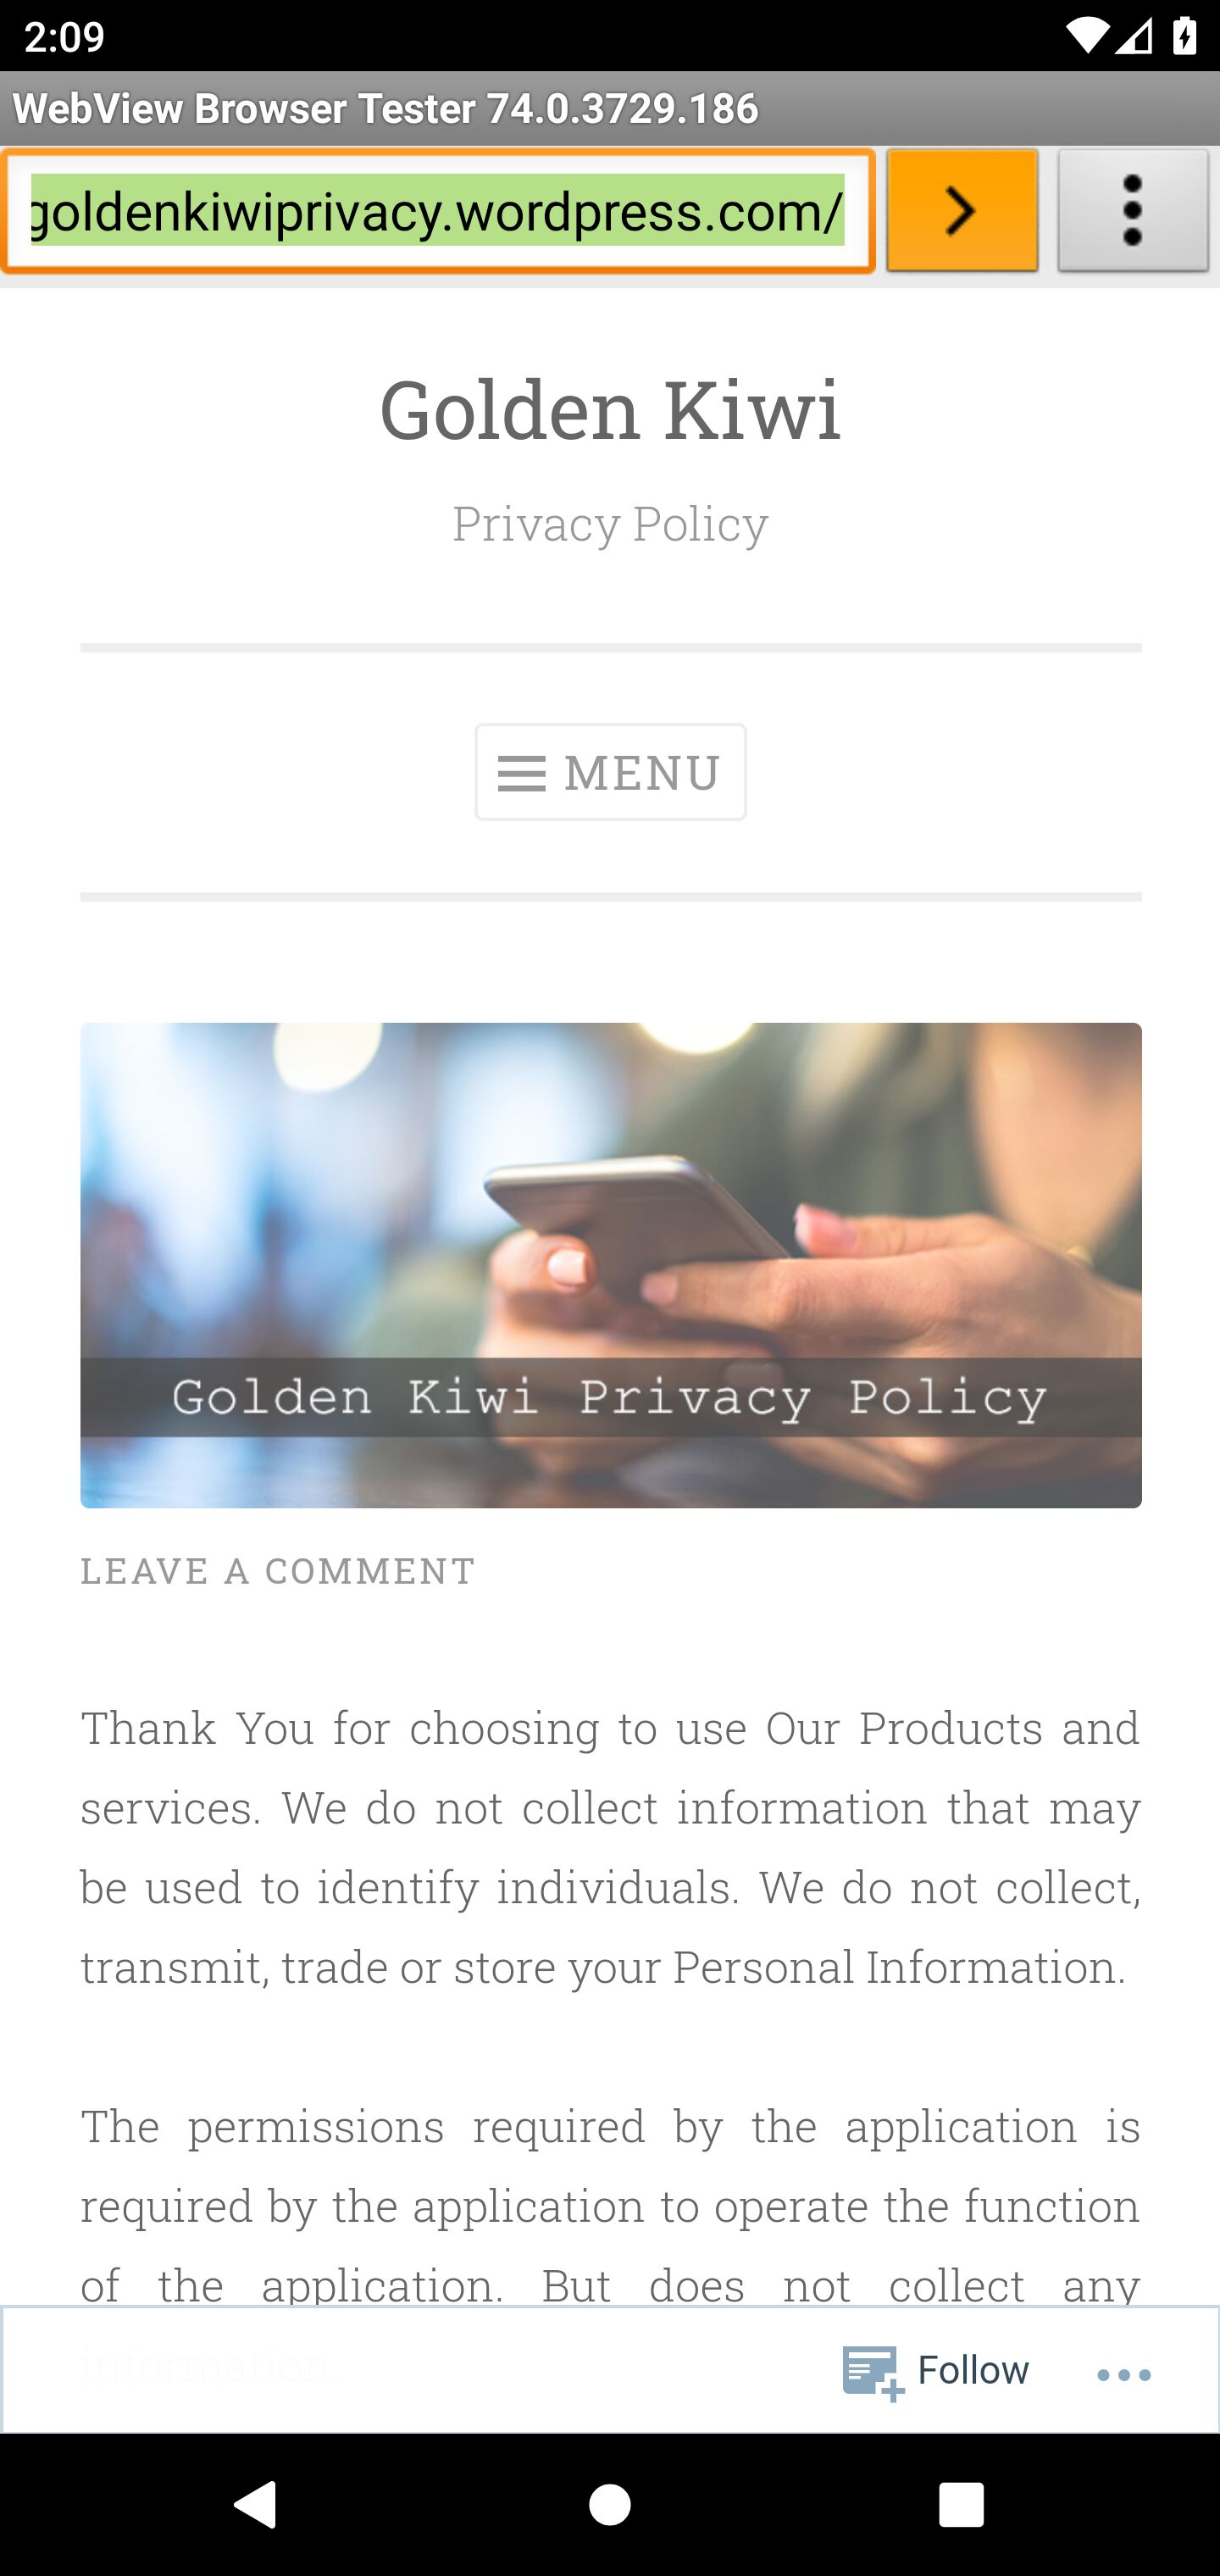 2:09
WebView Browser Tester 74.0.3729.186
goldenkiwiprivacy.wordpress.com/
Golden Kiwi
Privacy Policy
MENU
Golden Kiwi Privacy Policy
LEAVE A COMMENT
Thank You for choosing to use Our Products and
services. We do not collect information that may
be used to identify individuals. We do not collect,
transmit, trade or store your Personal Information.
The permissions required by the application is
required by the application to operate the function
of the application. But does not collect any
information
Follow